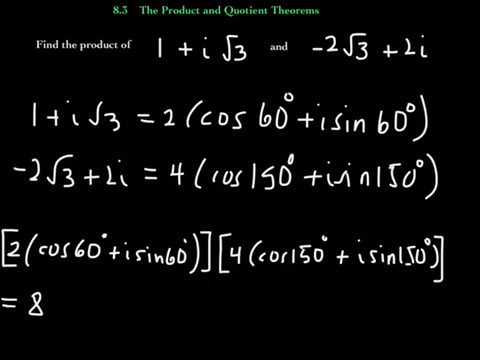 8.3 The Product and Quotient Theorems
Find the product of 1 + i √3 and -2√3 + 2i
1 + i √3 = 2 (cos 60° + i sin 60°)
-2√3 + 2i = 4 (cos 150° + i sin 150°)
[2 (cos 60° + i sin 60°)] [4 (cos 150° + i sin 150°)]
= 8